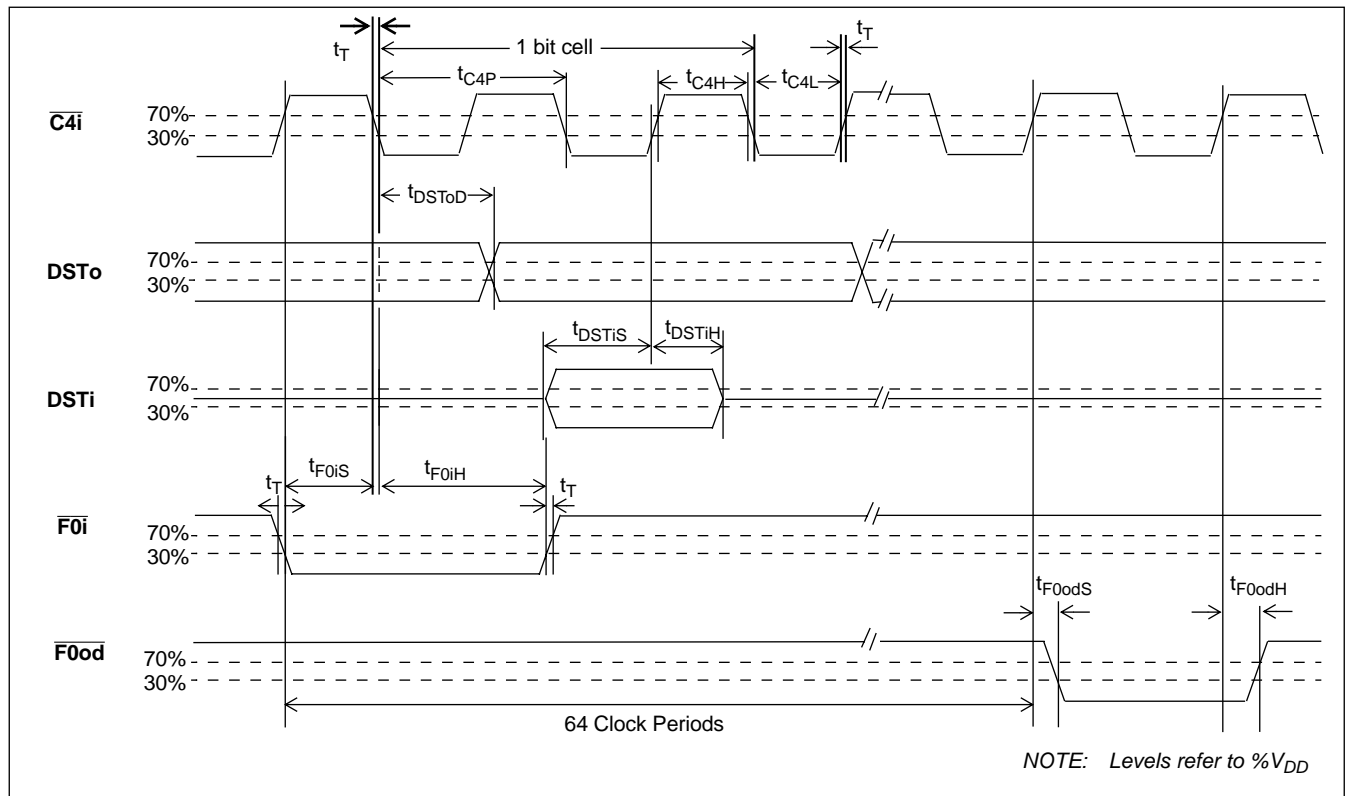 tT 1 bit cell tT
tC4P tC4H tC4L
C4i 70%
30%
tDSToD
DSTo 70%
30%
tDSTiS tDSTiH
DSTi 70%
30%
tT tF0iS tF0iH tT
F0i 70%
30%
tF0odS tF0odH
F0od 70%
30%
64 Clock Periods
NOTE: Levels refer to %VDD